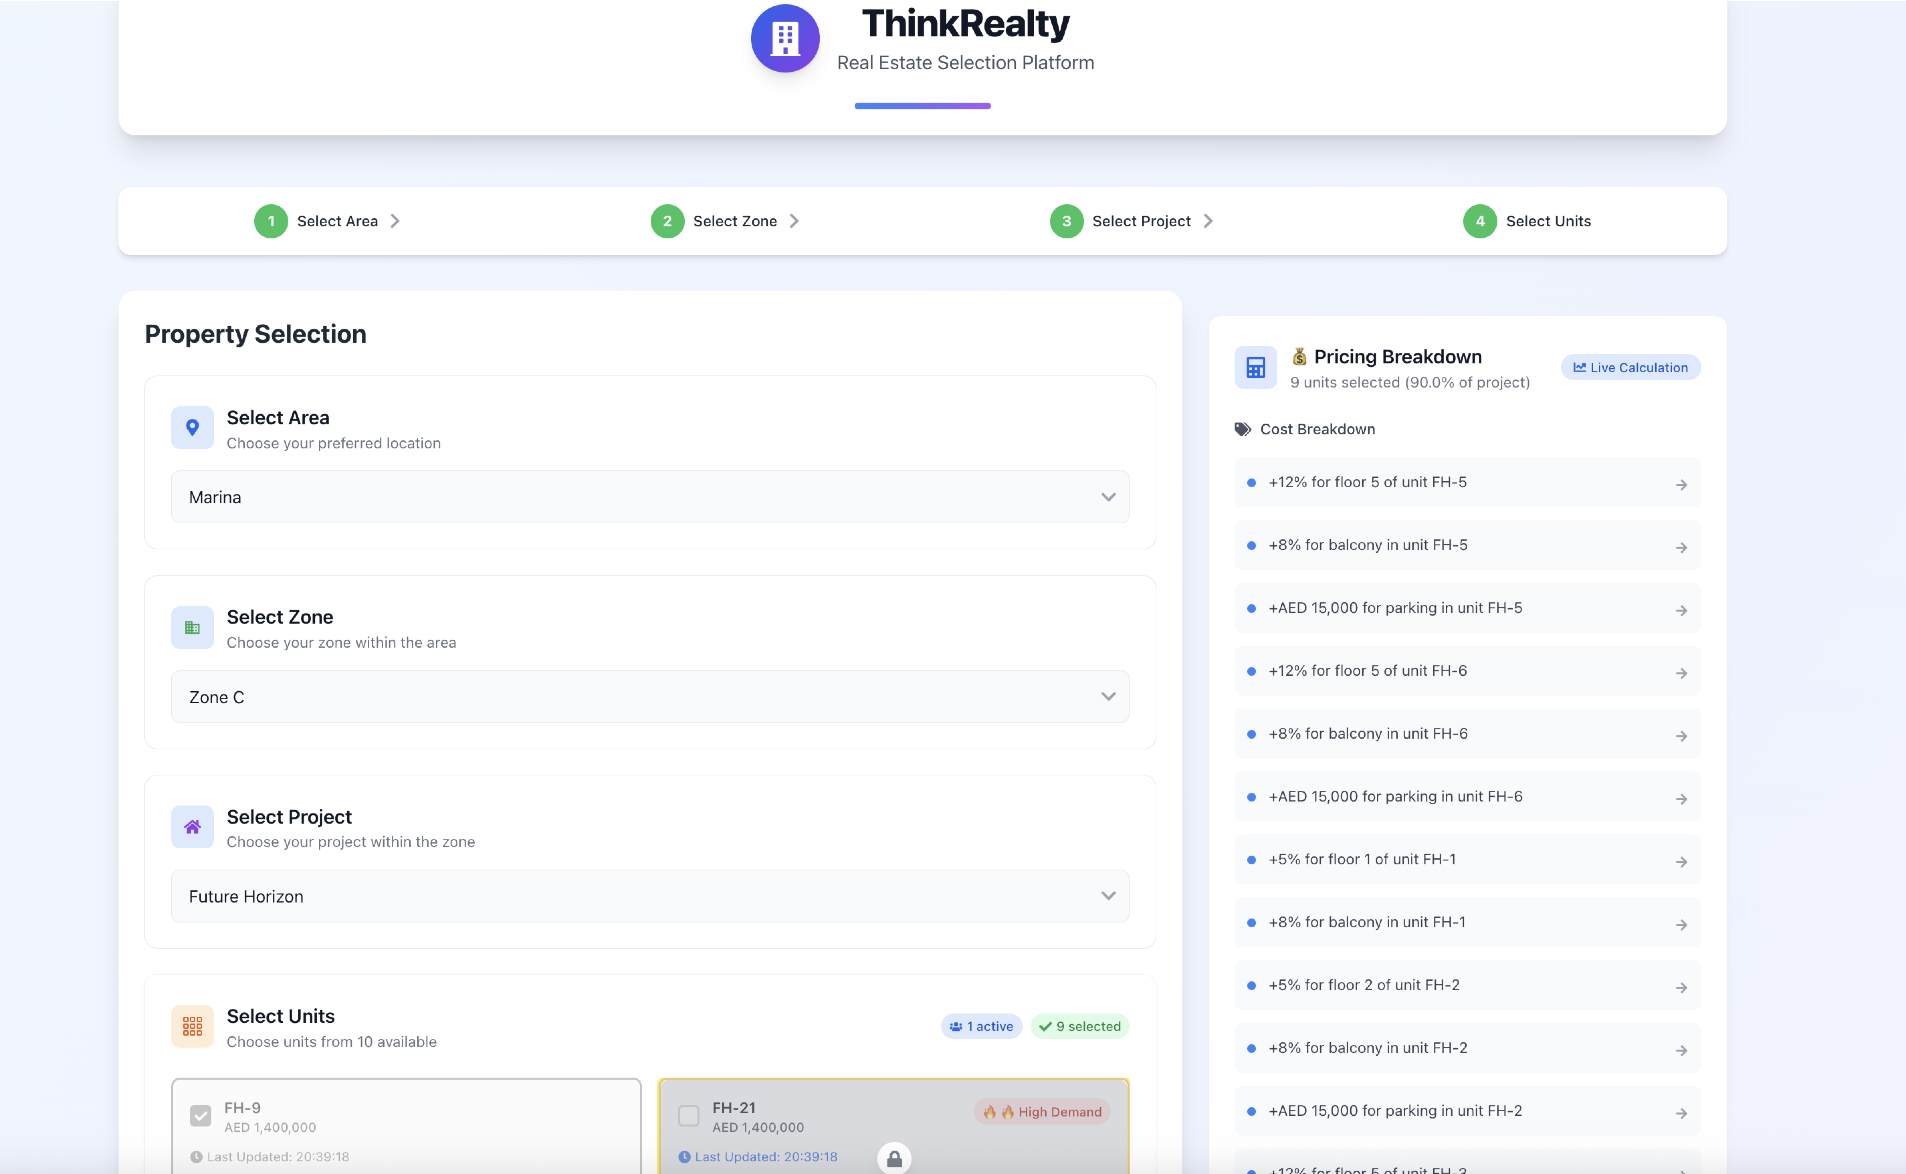 ThinkRealty
Real Estate Selection Platform
1 Select Area
2 Select Zone
3 Select Project
4 Select Units
Property Selection
Select Area
Choose your preferred location
Marina
Select Zone
Choose your zone within the area
Zone C
Select Project
Choose your project within the zone
Future Horizon
Select Units
Choose units from 10 available
1 active
9 selected
FH-9
AED 1,400,000
Last Updated: 20:39:18
FH-21
AED 1,400,000
High Demand
Last Updated: 20:39:18
Pricing Breakdown
9 units selected (90.0% of project)
Live Calculation
Cost Breakdown
+12% for floor 5 of unit FH-5
+8% for balcony in unit FH-5
+AED 15,000 for parking in unit FH-5
+12% for floor 5 of unit FH-6
+8% for balcony in unit FH-6
+AED 15,000 for parking in unit FH-6
+5% for floor 1 of unit FH-1
+8% for balcony in unit FH-1
+5% for floor 2 of unit FH-2
+8% for balcony in unit FH-2
+AED 15,000 for parking in unit FH-2
+12% for floor 5 of unit FH-3